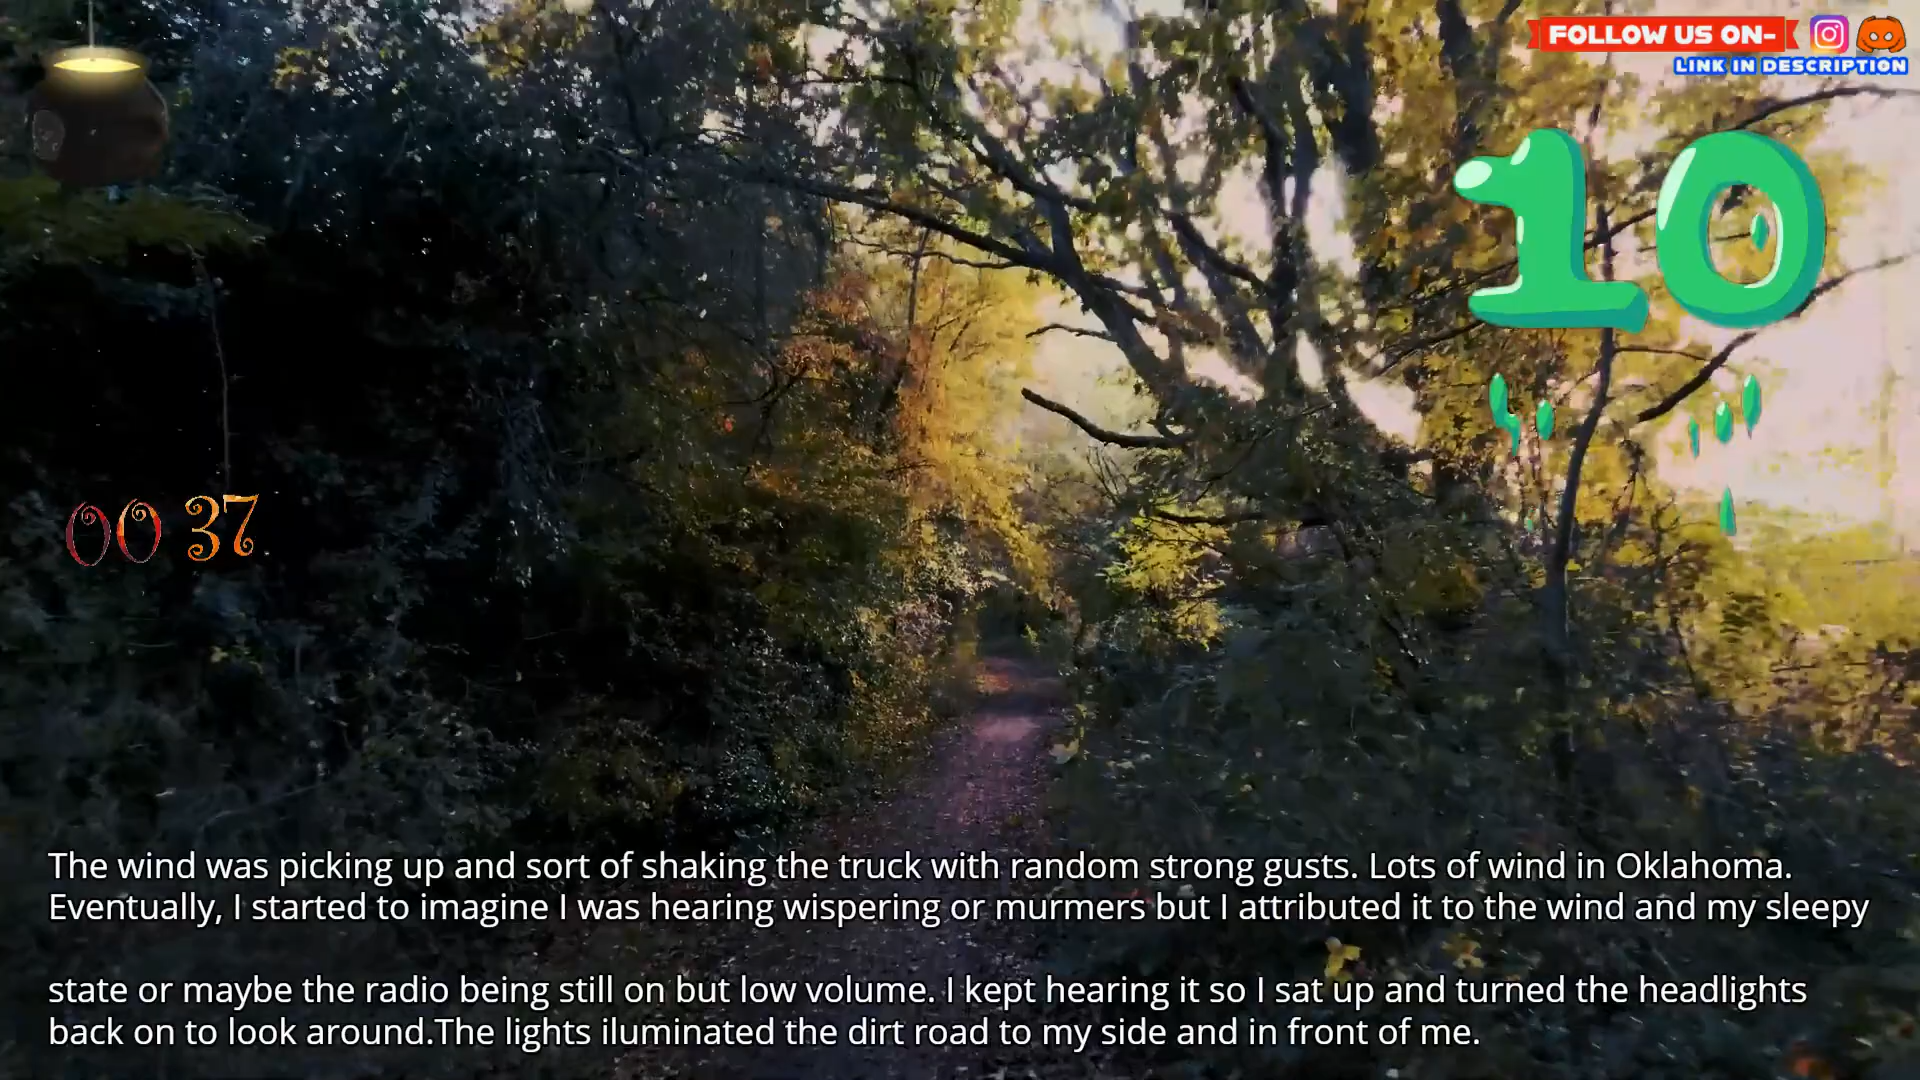 FOLLOW US ON-
LINK IN DESCRIPTION
10
00 37
The wind was picking up and sort of shaking the truck with random strong gusts. Lots of wind in Oklahoma.
Eventually, I started to imagine I was hearing wispering or murmers but I attributed it to the wind and my sleepy
state or maybe the radio being still on but low volume. I kept hearing it so I sat up and turned the headlights
back on to look around.The lights iluminated the dirt road to my side and in front of me.